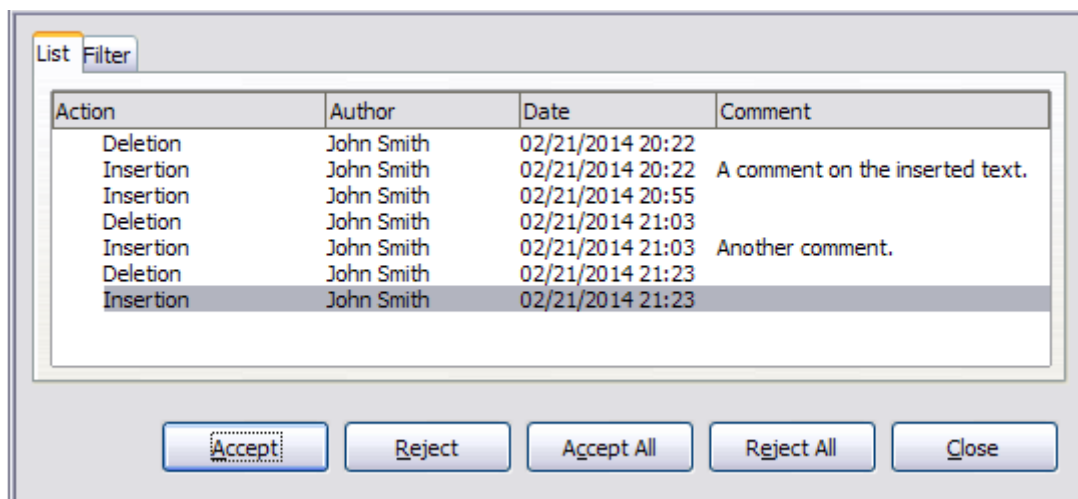 List Filter
Action Author Date Comment
Deletion John Smith 02/21/2014 20:22
Insertion John Smith 02/21/2014 20:22 A comment on the inserted text.
Insertion John Smith 02/21/2014 20:55
Deletion John Smith 02/21/2014 21:03
Insertion John Smith 02/21/2014 21:03 Another comment.
Deletion John Smith 02/21/2014 21:23
Insertion John Smith 02/21/2014 21:23
Accept Reject Accept All Reject All Close